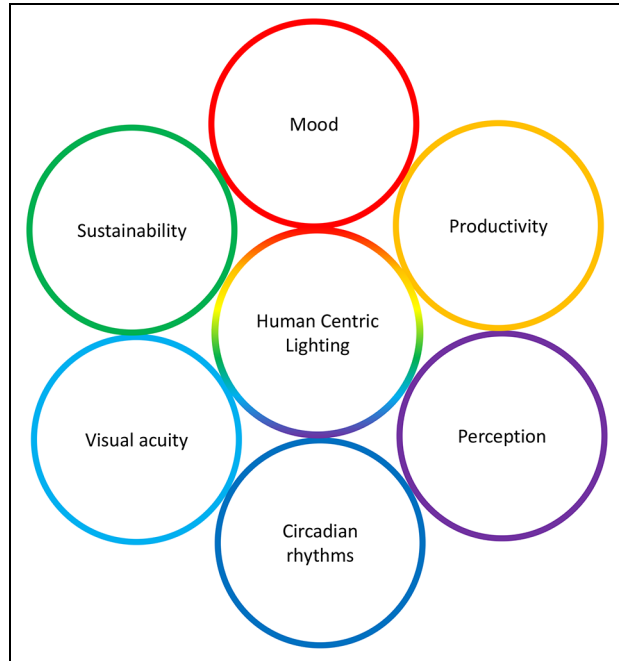 Mood
Sustainability
Productivity
Human Centric
Lighting
Visual acuity
Perception
Circadian
rhythms